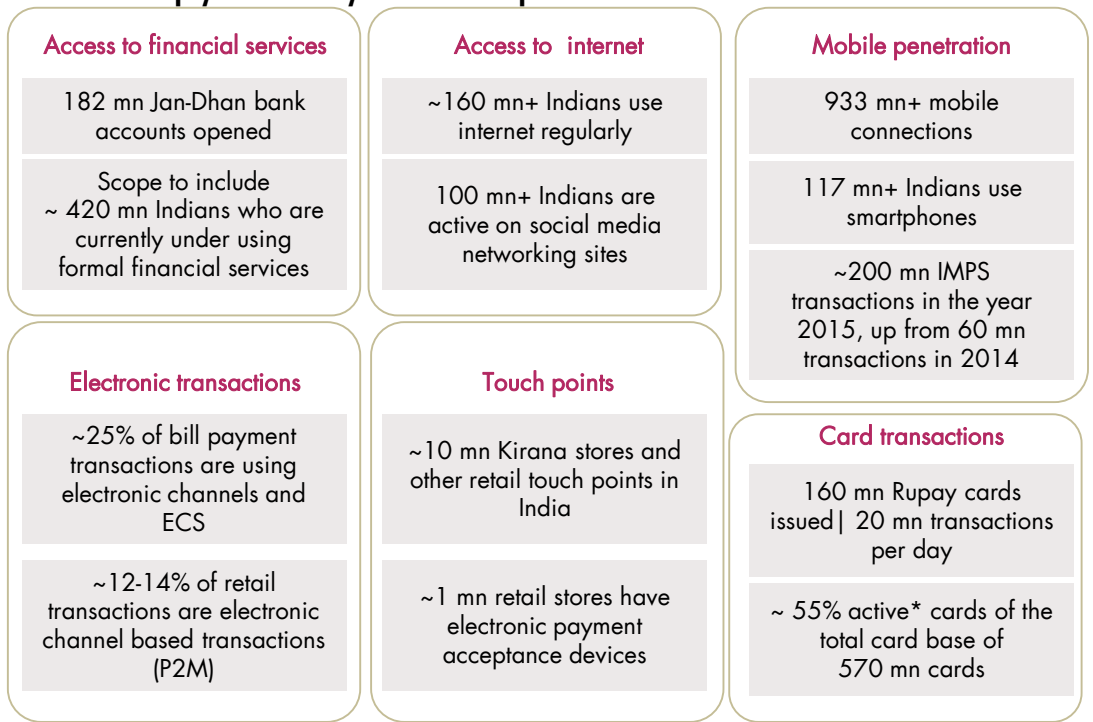 Access to financial services
182 mn Jan-Dhan bank
accounts opened
Scope to include
~ 420 mn Indians who are
currently under using
formal financial services
Access to internet
~160 mn+ Indians use
internet regularly
100 mn+ Indians are
active on social media
networking sites
Mobile penetration
933 mn+ mobile
connections
117 mn+ Indians use
smartphones
~200 mn IMPS
transactions in the year
2015, up from 60 mn
transactions in 2014
Electronic transactions
~25% of bill payment
transactions are using
electronic channels and
ECS
~12-14% of retail
transactions are electronic
channel based transactions
(P2M)
Touch points
~10 mn Kirana stores and
other retail touch points in
India
~1 mn retail stores have
electronic payment
acceptance devices
Card transactions
160 mn Rupay cards
issued| 20 mn transactions
per day
~ 55% active* cards of the
total card base of
570 mn cards